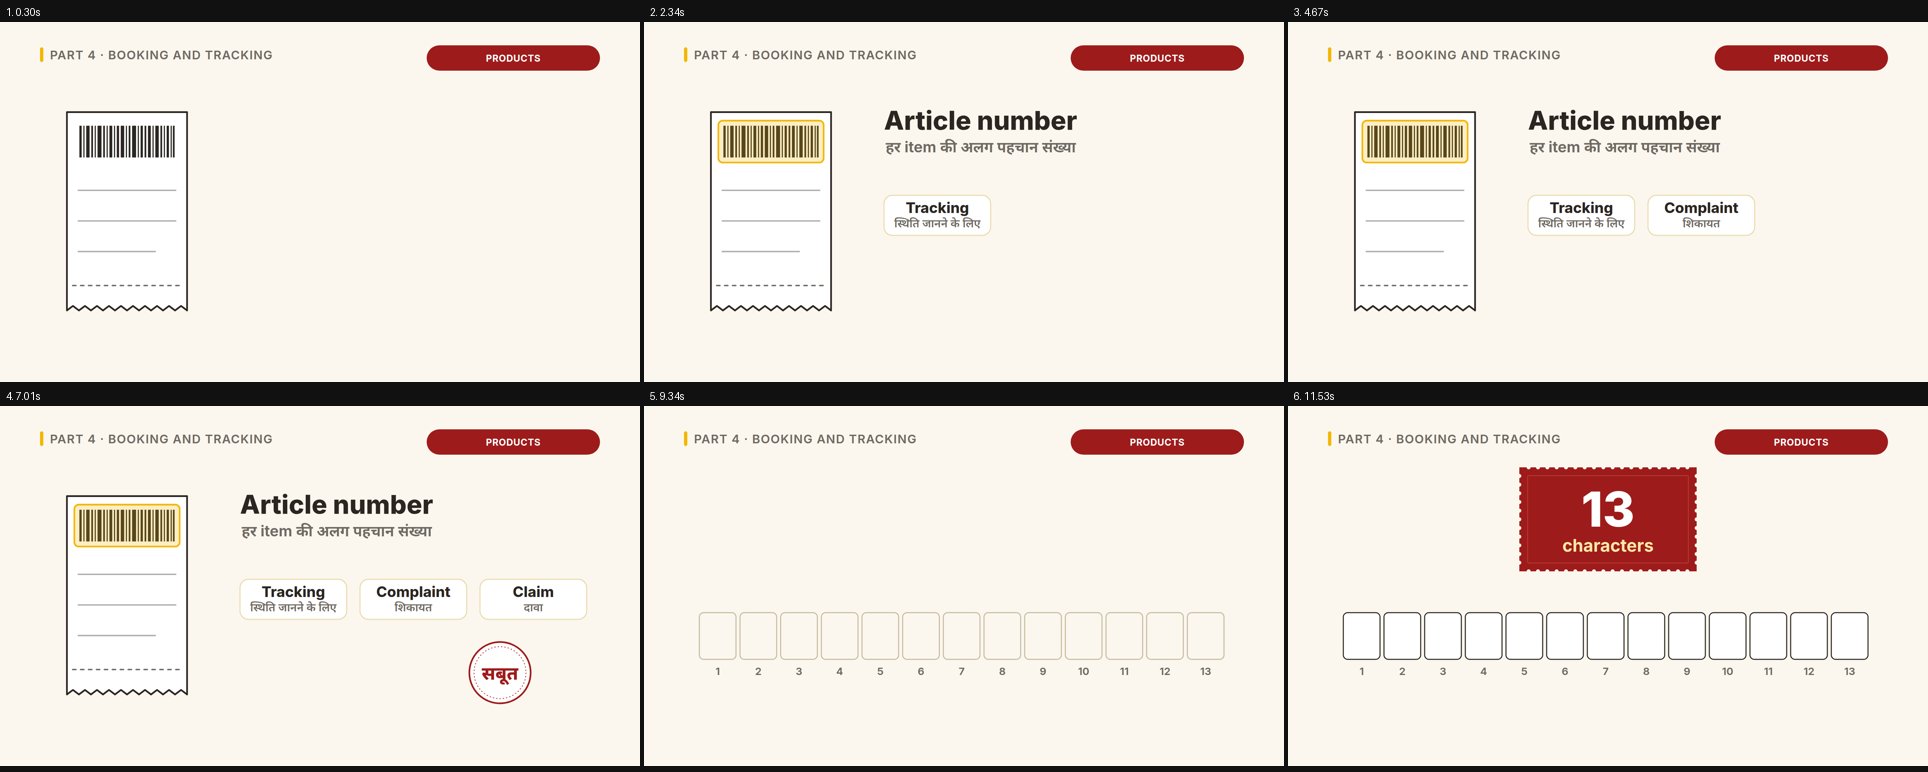 1. 0.30s
PART 4 · BOOKING AND TRACKING
PRODUCTS
2. 2.34s
PART 4 · BOOKING AND TRACKING
PRODUCTS
Article number
हर item की अलग पहचान संख्या
Tracking
स्थिति जानने के लिए
3. 4.67s
PART 4 · BOOKING AND TRACKING
PRODUCTS
Article number
हर item की अलग पहचान संख्या
Tracking Complaint
स्थिति जानने के लिए शिकायत
4. 7.01s
PART 4 · BOOKING AND TRACKING
PRODUCTS
Article number
हर item की अलग पहचान संख्या
Tracking Complaint Claim
स्थिति जानने के लिए शिकायत दावा
सबूत
5. 9.34s
PART 4 · BOOKING AND TRACKING
PRODUCTS
1 2 3 4 5 6 7 8 9 10 11 12 13
6. 11.53s
PART 4 · BOOKING AND TRACKING
PRODUCTS
13
characters
1 2 3 4 5 6 7 8 9 10 11 12 13